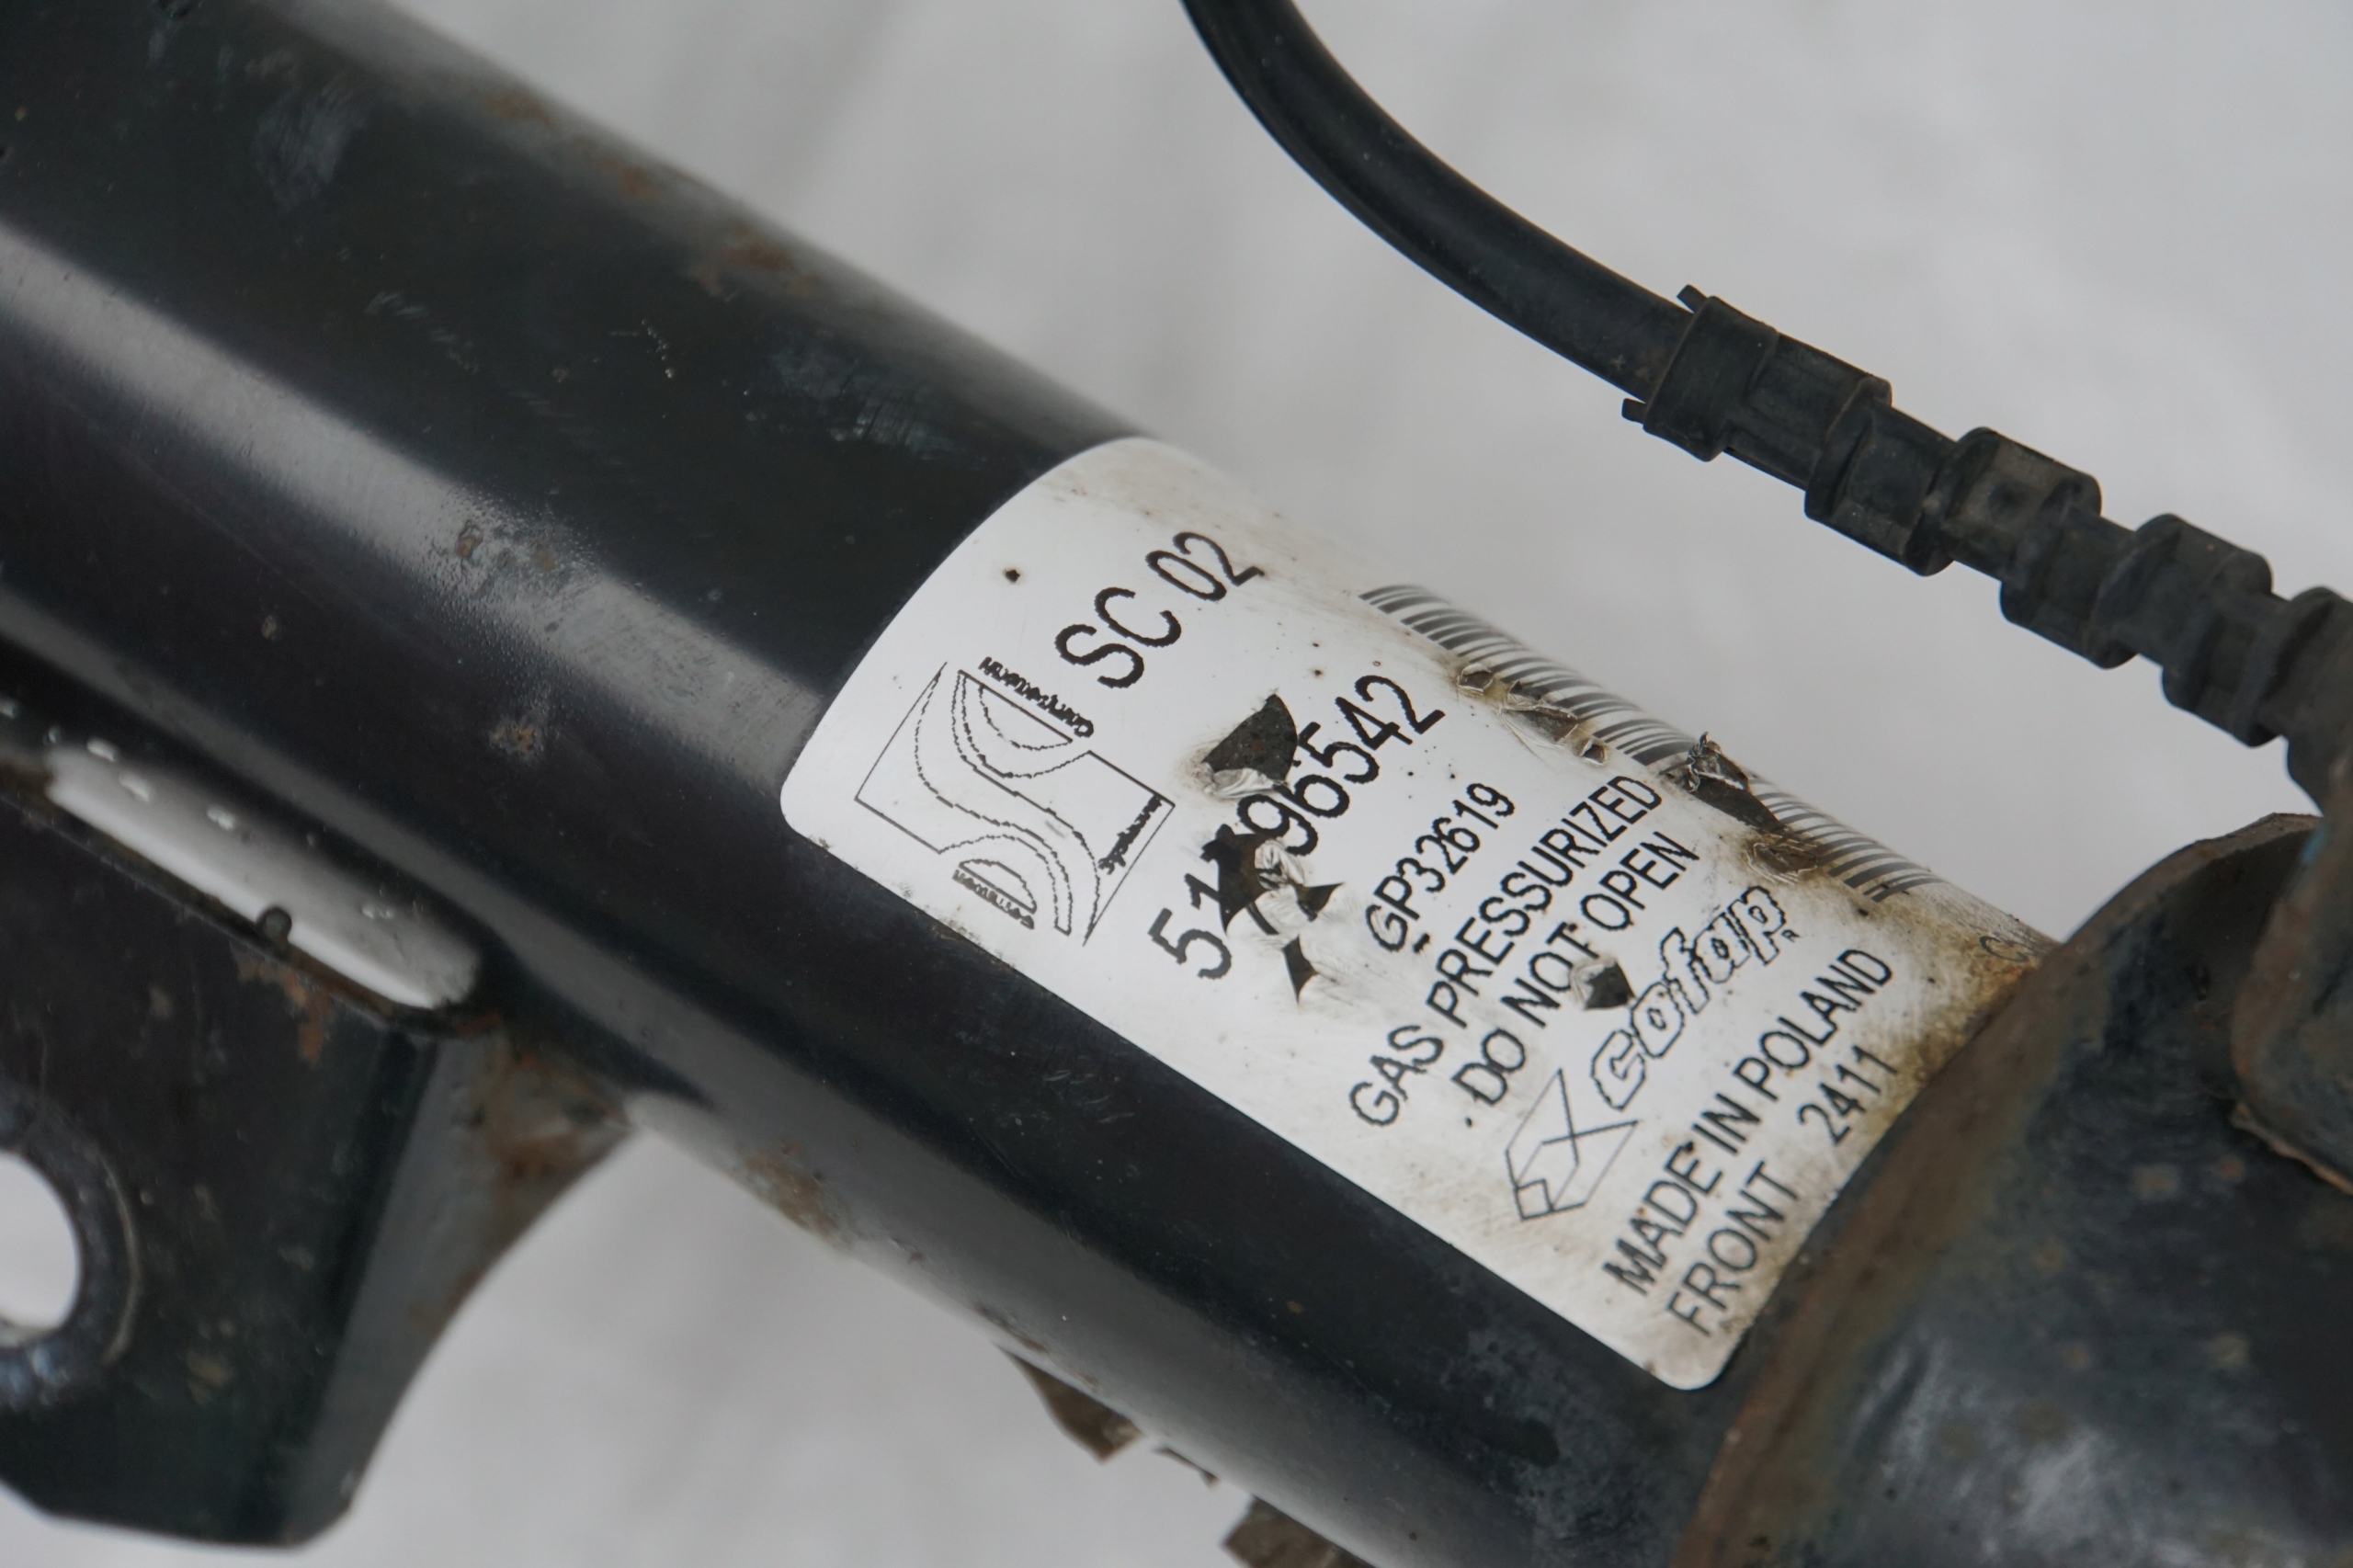 SC 02
GP32619
GAS PRESSURIZED
DO NOT OPEN
cofap
MADE IN POLAND
FRONT 2411